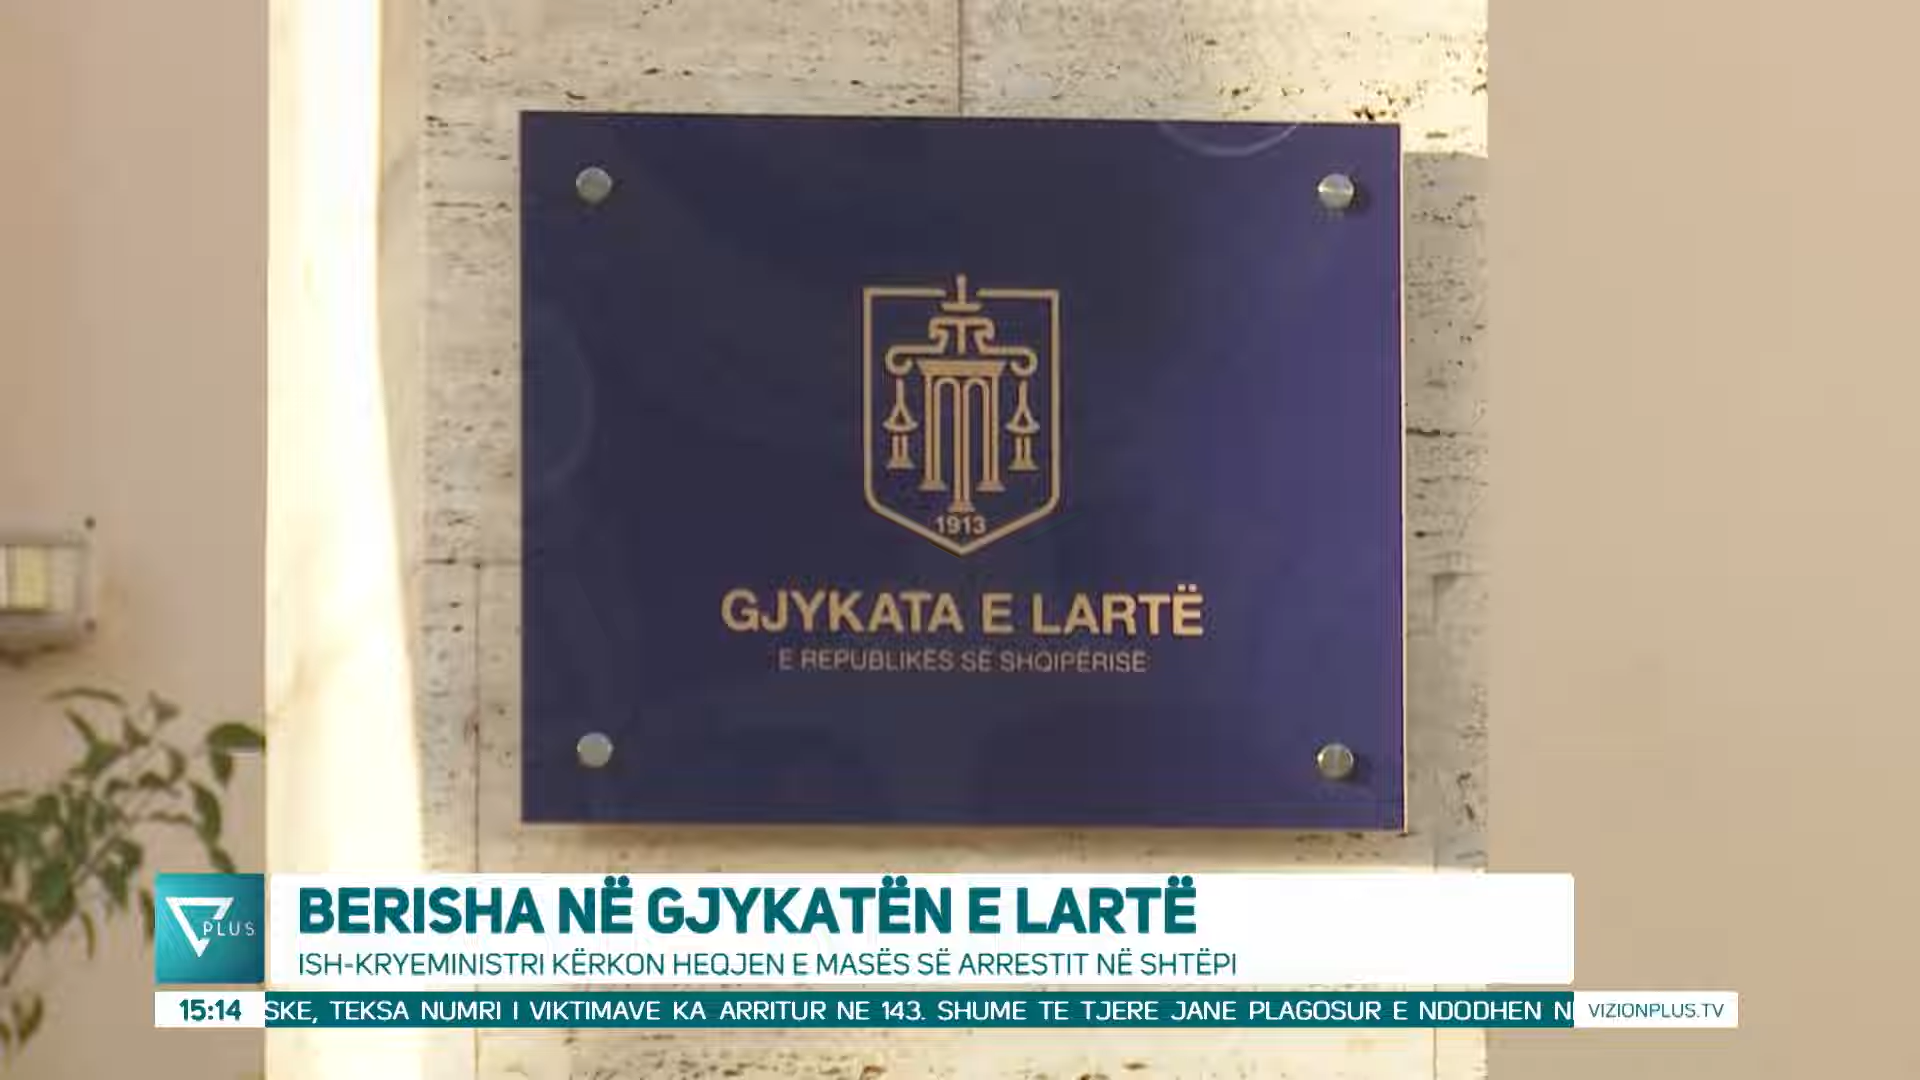 1913
GJYKATA E LARTË
E REPUBLIKËS SË SHQIPËRISË
PLUS
BERISHA NË GJYKATËN E LARTË
ISH-KRYEMINISTRI KËRKON HEQJEN E MASËS SË ARRESTIT NË SHTËPI
15:14 SKE, TEKSA NUMRI I VIKTIMAVE KA ARRITUR NE 143. SHUME TE TJERE JANE PLAGOSUR E NDODHEN N VIZIONPLUS.TV